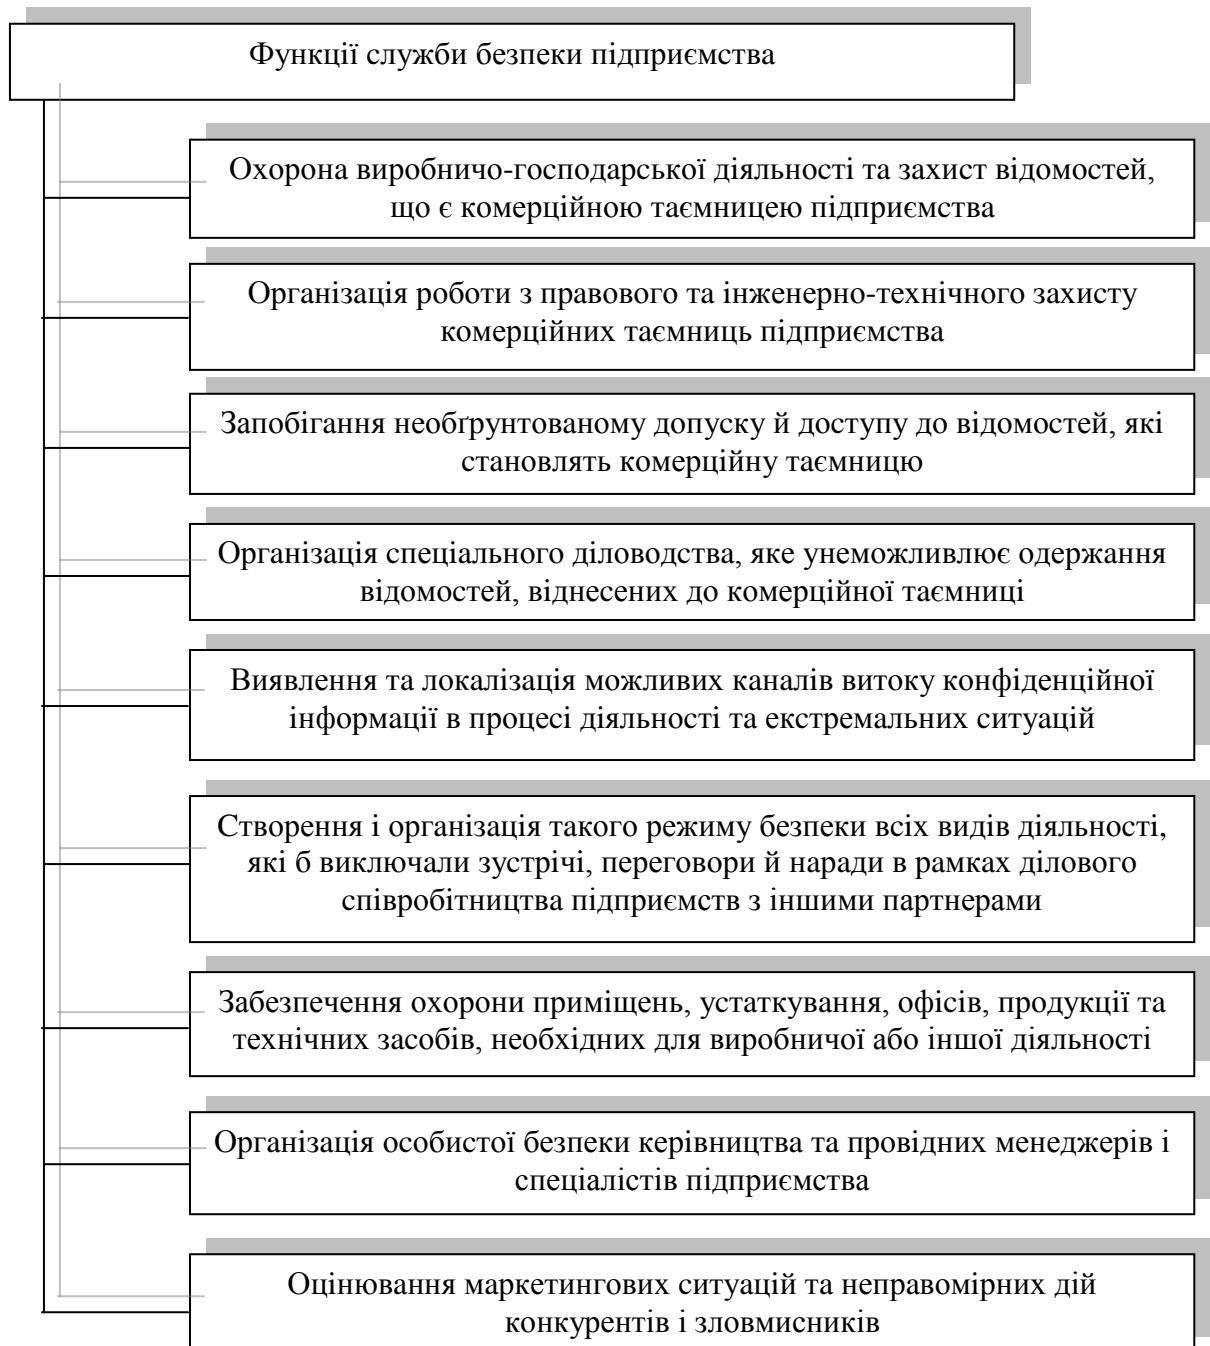 Функції служби безпеки підприємства
Охорона виробничо-господарської діяльності та захист відомостей,
що є комерційною таємницею підприємства
Організація роботи з правового та інженерно-технічного захисту
комерційних таємниць підприємства
Запобігання необґрунтованому допуску й доступу до відомостей, які
становлять комерційну таємницю
Організація спеціального діловодства, яке унеможливлює одержання
відомостей, віднесених до комерційної таємниці
Виявлення та локалізація можливих каналів витоку конфіденційної
інформації в процесі діяльності та екстремальних ситуацій
Створення і організація такого режиму безпеки всіх видів діяльності,
які б виключали зустрічі, переговори й наради в рамках ділового
співробітництва підприємств з іншими партнерами
Забезпечення охорони приміщень, устаткування, офісів, продукції та
технічних засобів, необхідних для виробничої або іншої діяльності
Організація особистої безпеки керівництва та провідних менеджерів і
спеціалістів підприємства
Оцінювання маркетингових ситуацій та неправомірних дій
конкурентів і зловмисників